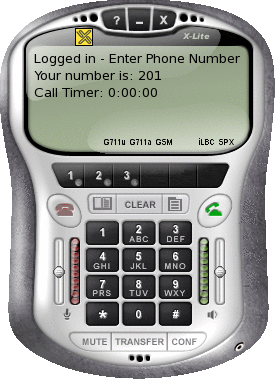 ? - X
X-Lite
Logged in - Enter Phone Number
Your number is: 201
Call Timer: 0:00:00
G711u G711a GSM iLBC SPX
1 2 3
CLEAR
1 2 ABC 3 DEF
4 GHI 5 JKL 6 MNO
7 PRS 8 TUV 9 WXY
* 0 #
MUTE TRANSFER CONF